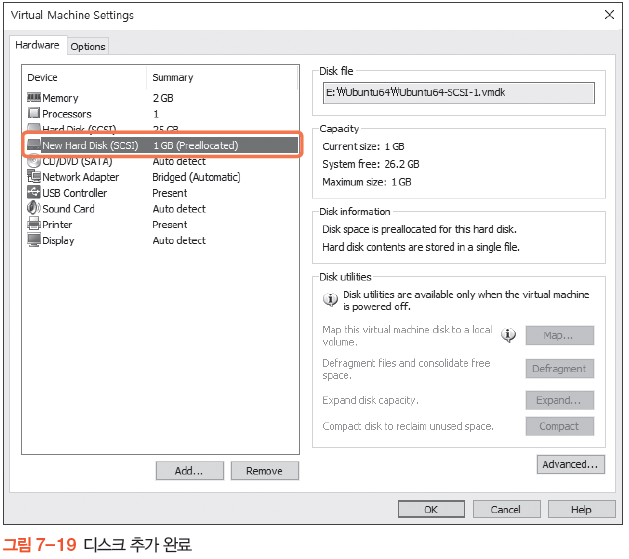 Virtual Machine Settings
Hardware Options
Device Summary
Memory 2 GB
Processors 1
Hard Disk (SCSI) 25 GB
New Hard Disk (SCSI) 1 GB (Preallocated)
CD/DVD (SATA) Auto detect
Network Adapter Bridged (Automatic)
USB Controller Present
Sound Card Auto detect
Printer Present
Display Auto detect
Add... Remove
Disk file
E:₩Ubuntu64₩Ubuntu64-SCSI-1.vmdk
Capacity
Current size: 1 GB
System free: 26.2 GB
Maximum size: 1 GB
Disk information
Disk space is preallocated for this hard disk.
Hard disk contents are stored in a single file.
Disk utilities
Disk utilities are available only when the virtual machine
is powered off.
Map this virtual machine disk to a local
volume.
Map...
Defragment files and consolidate free
space.
Defragment
Expand disk capacity.
Expand...
Compact disk to reclaim unused space.
Compact
Advanced...
OK Cancel Help
그림 7-19 디스크 추가 완료